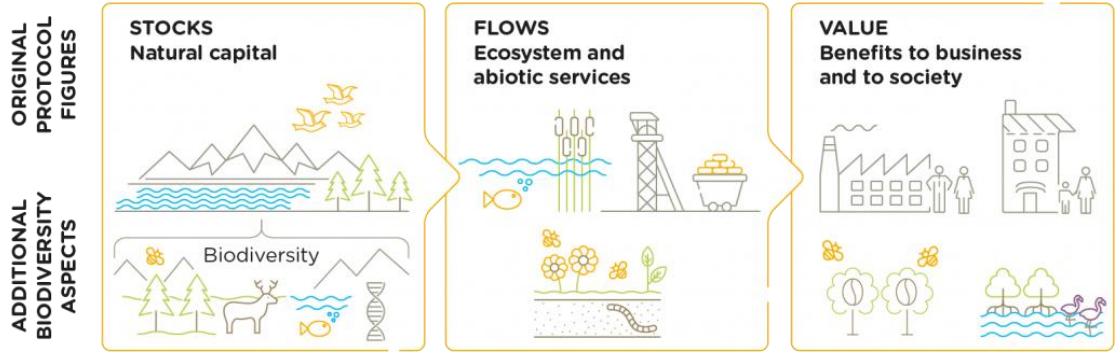 ORIGINAL
PROTOCOL
FIGURES
STOCKS
Natural capital
FLOWS
Ecosystem and
abiotic services
VALUE
Benefits to business
and to society
ADDITIONAL
BIODIVERSITY
ASPECTS
Biodiversity